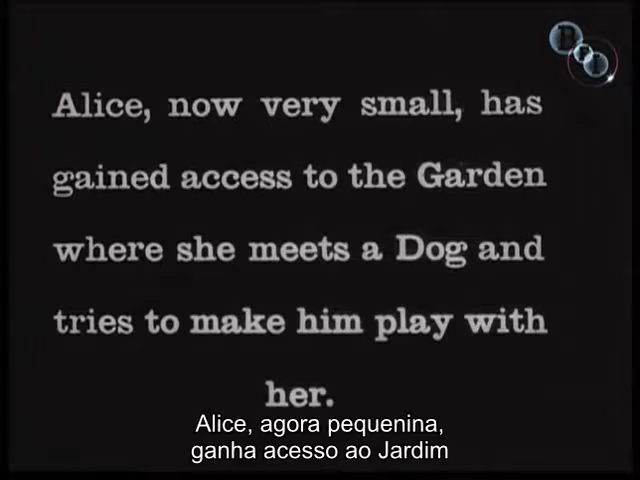 BFI
Alice, now very small, has
gained access to the Garden
where she meets a Dog and
tries to make him play with
her.
Alice, agora pequenina,
ganha acesso ao Jardim